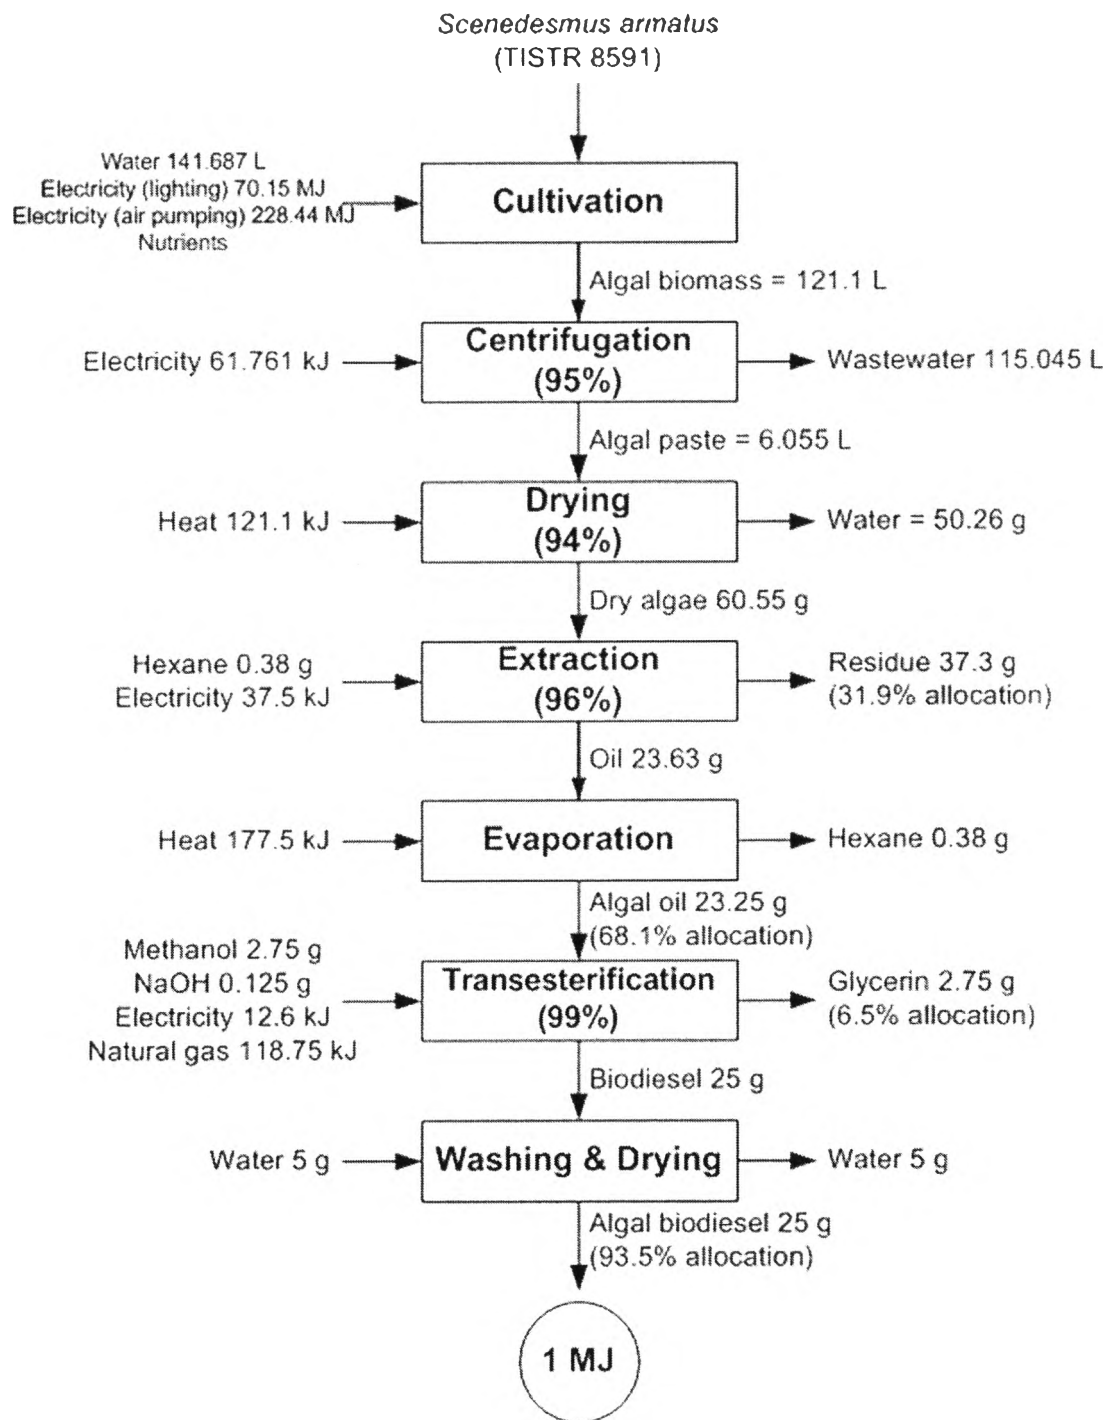 Scenedesmus armatus
(TISTR 8591)
Water 141.687 L
Electricity (lighting) 70.15 MJ
Electricity (air pumping) 228.44 MJ
Nutrients
Cultivation
Algal biomass = 121.1 L
Electricity 61.761 kJ
Centrifugation
(95%)
Wastewater 115.045 L
Algal paste = 6.055 L
Heat 121.1 kJ
Drying
(94%)
Water = 50.26 g
Dry algae 60.55 g
Hexane 0.38 g
Electricity 37.5 kJ
Extraction
(96%)
Residue 37.3 g
(31.9% allocation)
Oil 23.63 g
Heat 177.5 kJ
Evaporation
Hexane 0.38 g
Algal oil 23.25 g
(68.1% allocation)
Methanol 2.75 g
NaOH 0.125 g
Electricity 12.6 kJ
Natural gas 118.75 kJ
Transesterification
(99%)
Glycerin 2.75 g
(6.5% allocation)
Biodiesel 25 g
Water 5 g
Washing & Drying
Water 5 g
Algal biodiesel 25 g
(93.5% allocation)
1 MJ